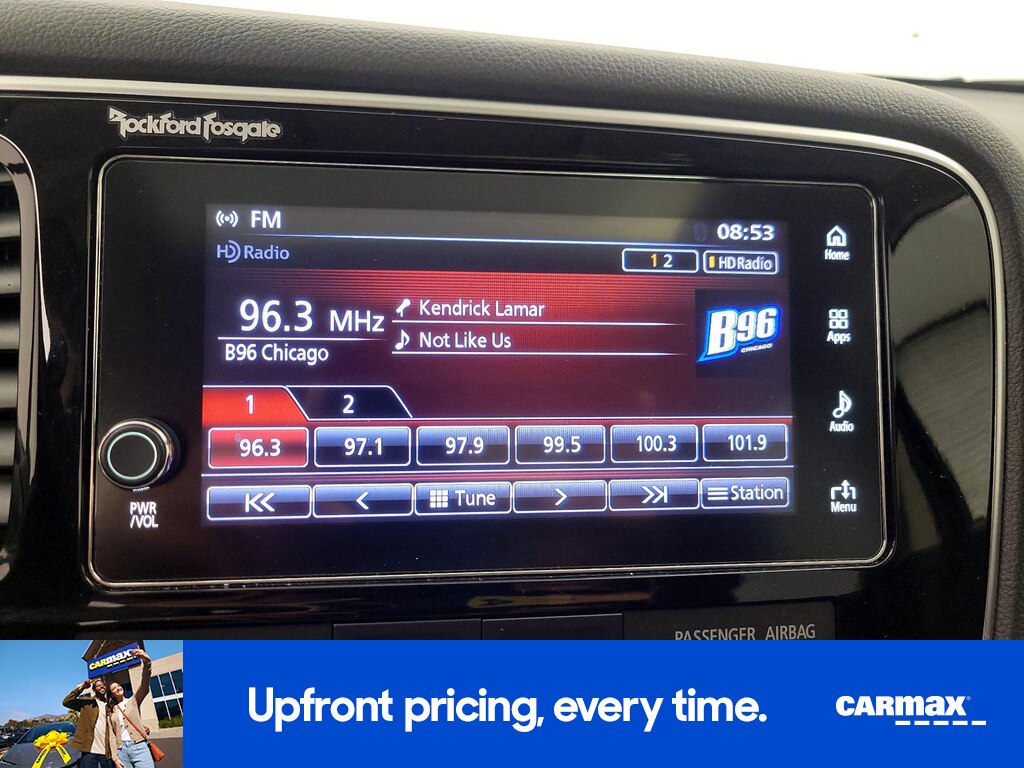 Rockford Fosgate
FM
08:53
HD Radio
1 2
HD Radio
96.3 MHz
Kendrick Lamar
B96 Chicago
Not Like Us
B96
CHICAGO
1
2
96.3
97.1
97.9
99.5
100.3
101.9
Tune
Station
Home
Apps
Audio
Menu
PWR
/VOL
PASSENGER AIRBAG
CARMAX
Upfront pricing, every time.
CARMAX